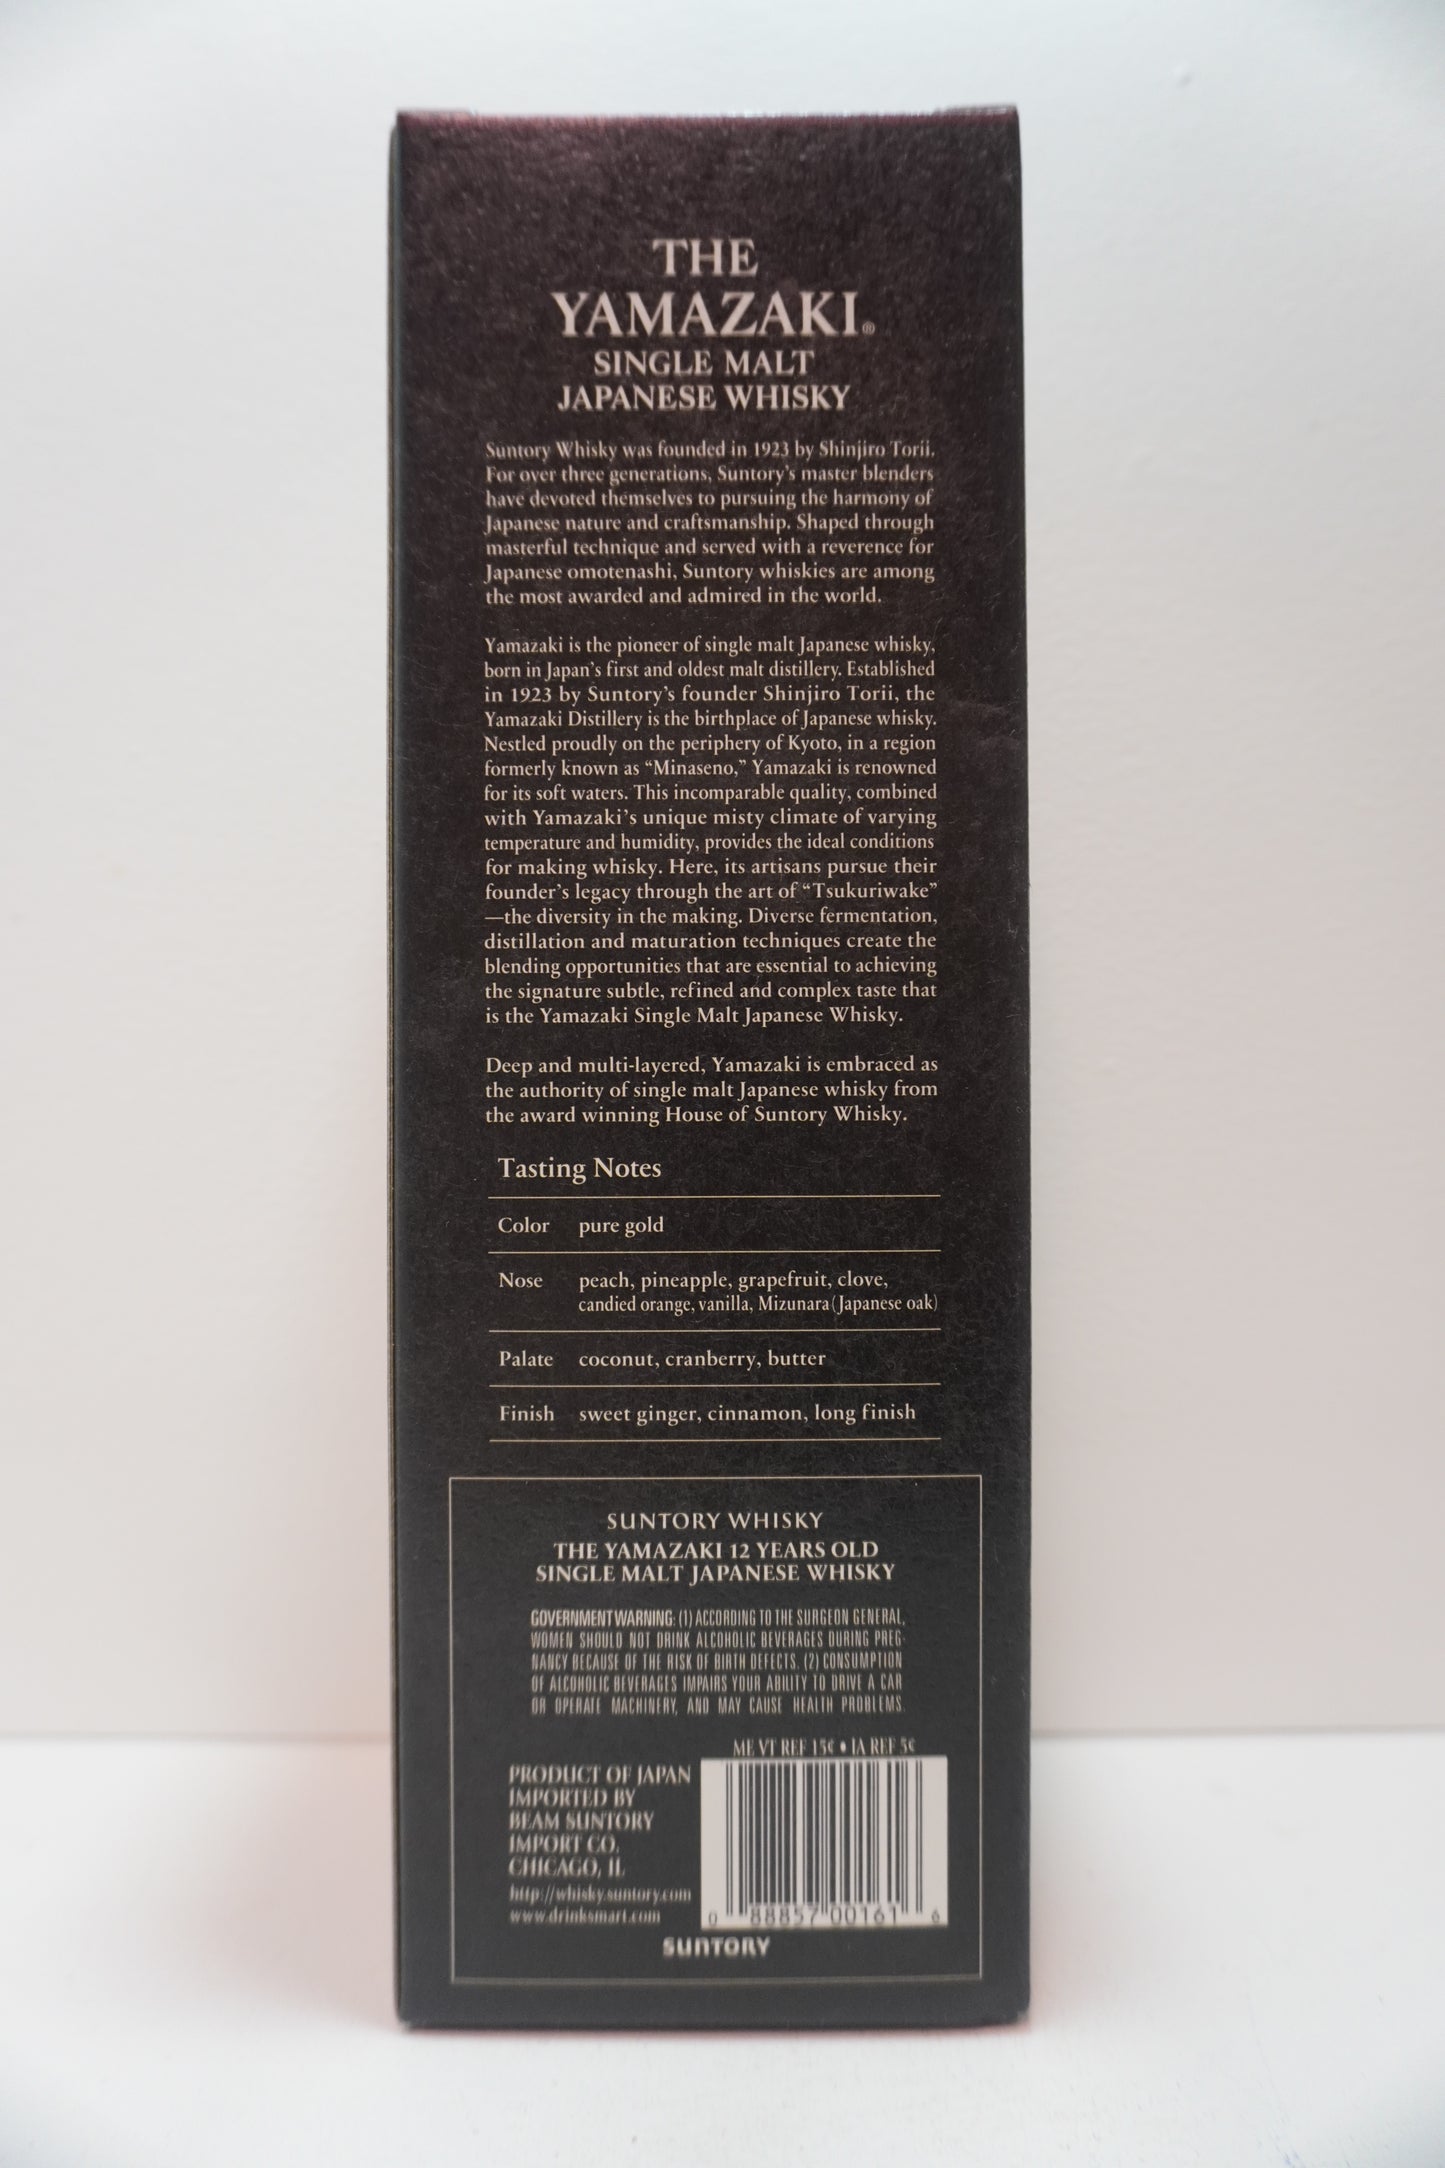 THE
YAMAZAKI®
SINGLE MALT
JAPANESE WHISKY
Suntory Whisky was founded in 1923 by Shinjiro Torii.
For over three generations, Suntory's master blenders
have devoted themselves to pursuing the harmony of
Japanese nature and craftsmanship. Shaped through
masterful technique and served with a reverence for
Japanese omotenashi, Suntory whiskies are among
the most awarded and admired in the world.
Yamazaki is the pioneer of single malt Japanese whisky,
born in Japan's first and oldest malt distillery. Established
in 1923 by Suntory's founder Shinjiro Torii, the
Yamazaki Distillery is the birthplace of Japanese whisky.
Nestled proudly on the periphery of Kyoto, in a region
formerly known as “Minaseno,” Yamazaki is renowned
for its soft waters. This incomparable quality, combined
with Yamazaki's unique misty climate of varying
temperature and humidity, provides the ideal conditions
for making whisky. Here, its artisans pursue their
founder's legacy through the art of “Tsukuriwake”
—the diversity in the making. Diverse fermentation,
distillation and maturation techniques create the
blending opportunities that are essential to achieving
the signature subtle, refined and complex taste that
is the Yamazaki Single Malt Japanese Whisky.
Deep and multi-layered, Yamazaki is embraced as
the authority of single malt Japanese whisky from
the award winning House of Suntory Whisky.
Tasting Notes
Color pure gold
Nose peach, pineapple, grapefruit, clove,
candied orange, vanilla, Mizunara (Japanese oak)
Palate coconut, cranberry, butter
Finish sweet ginger, cinnamon, long finish
SUNTORY WHISKY
THE YAMAZAKI 12 YEARS OLD
SINGLE MALT JAPANESE WHISKY
GOVERNMENT WARNING: (1) ACCORDING TO THE SURGEON GENERAL,
WOMEN SHOULD NOT DRINK ALCOHOLIC BEVERAGES DURING PREG-
NANCY BECAUSE OF THE RISK OF BIRTH DEFECTS. (2) CONSUMPTION
OF ALCOHOLIC BEVERAGES IMPAIRS YOUR ABILITY TO DRIVE A CAR
OR OPERATE MACHINERY, AND MAY CAUSE HEALTH PROBLEMS.
ME VT REF 15¢ • IA REF 5¢
PRODUCT OF JAPAN
IMPORTED BY
BEAM SUNTORY
IMPORT CO.
CHICAGO, IL
http://whisky.suntory.com
www.drinksmart.com
0 88857 00161 6
SUNTORY